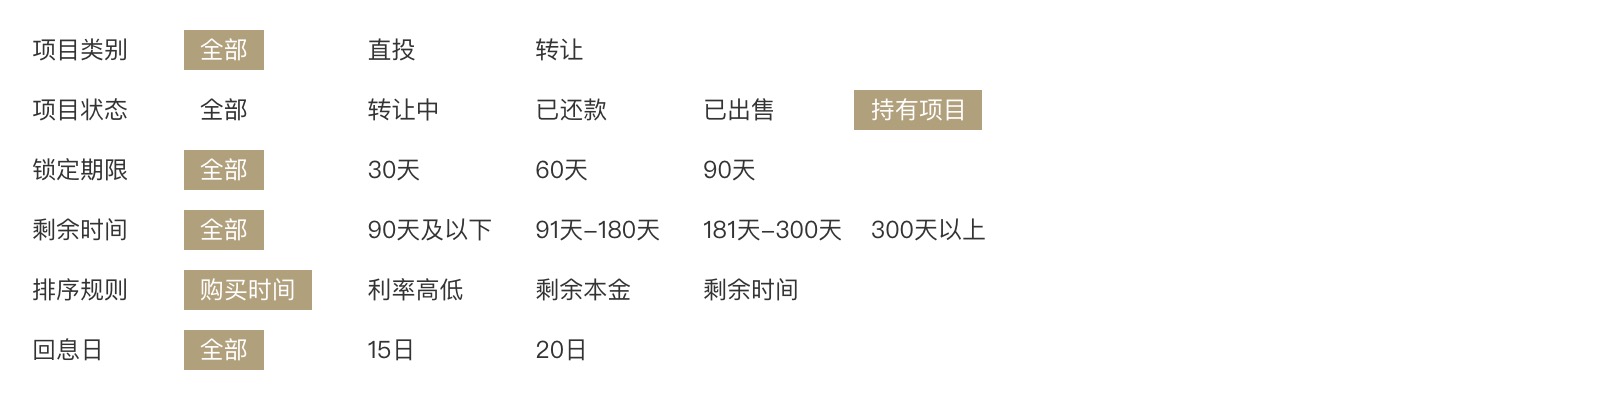 项目类别 全部 直投 转让
项目状态 全部 转让中 已还款 已出售 持有项目
锁定期限 全部 30天 60天 90天
剩余时间 全部 90天及以下 91天–180天 181天–300天 300天以上
排序规则 购买时间 利率高低 剩余本金 剩余时间
回息日 全部 15日 20日